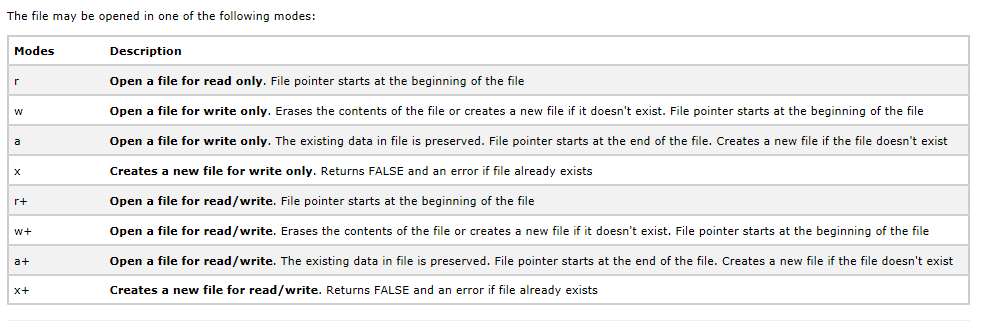 The file may be opened in one of the following modes:
Modes Description
r Open a file for read only. File pointer starts at the beginning of the file
w Open a file for write only. Erases the contents of the file or creates a new file if it doesn't exist. File pointer starts at the beginning of the file
a Open a file for write only. The existing data in file is preserved. File pointer starts at the end of the file. Creates a new file if the file doesn't exist
x Creates a new file for write only. Returns FALSE and an error if file already exists
r+ Open a file for read/write. File pointer starts at the beginning of the file
w+ Open a file for read/write. Erases the contents of the file or creates a new file if it doesn't exist. File pointer starts at the beginning of the file
a+ Open a file for read/write. The existing data in file is preserved. File pointer starts at the end of the file. Creates a new file if the file doesn't exist
x+ Creates a new file for read/write. Returns FALSE and an error if file already exists